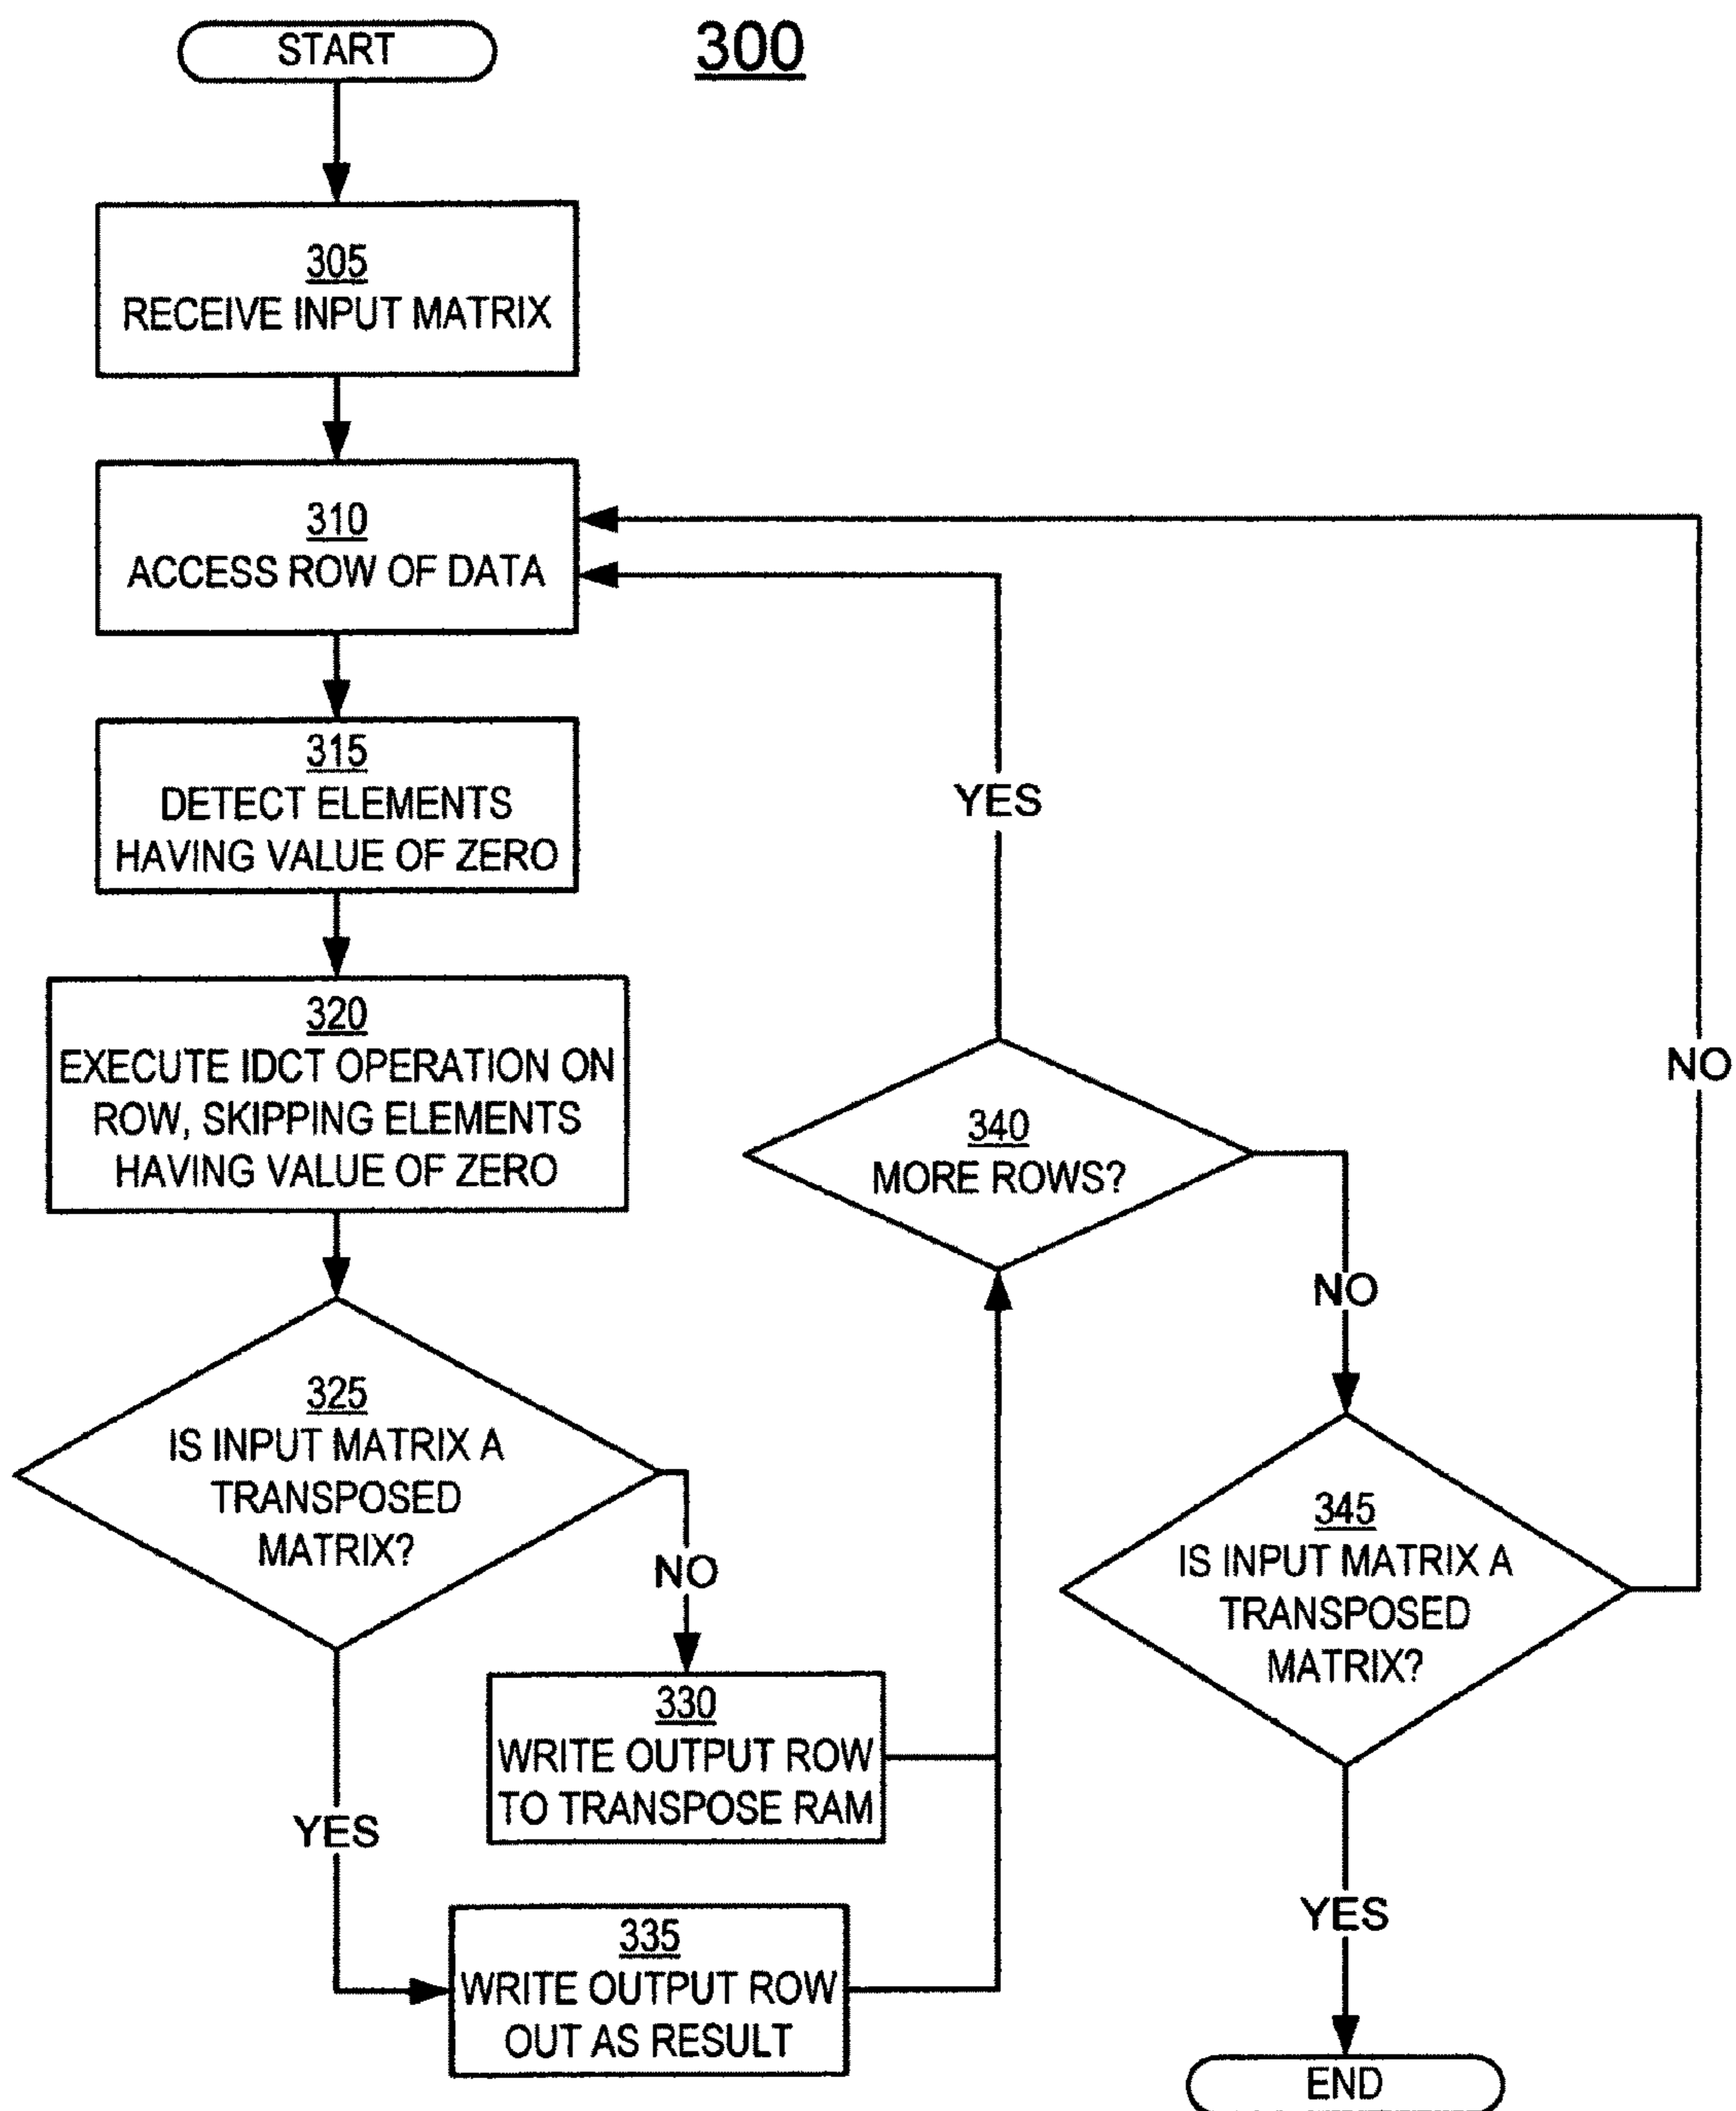 START
300
305
RECEIVE INPUT MATRIX
310
ACCESS ROW OF DATA
315
DETECT ELEMENTS
HAVING VALUE OF ZERO
320
EXECUTE IDCT OPERATION ON
ROW, SKIPPING ELEMENTS
HAVING VALUE OF ZERO
325
IS INPUT MATRIX A
TRANSPOSED
MATRIX?
NO
330
WRITE OUTPUT ROW
TO TRANSPOSE RAM
YES
335
WRITE OUTPUT ROW
OUT AS RESULT
340
MORE ROWS?
YES
NO
345
IS INPUT MATRIX A
TRANSPOSED
MATRIX?
NO
YES
END